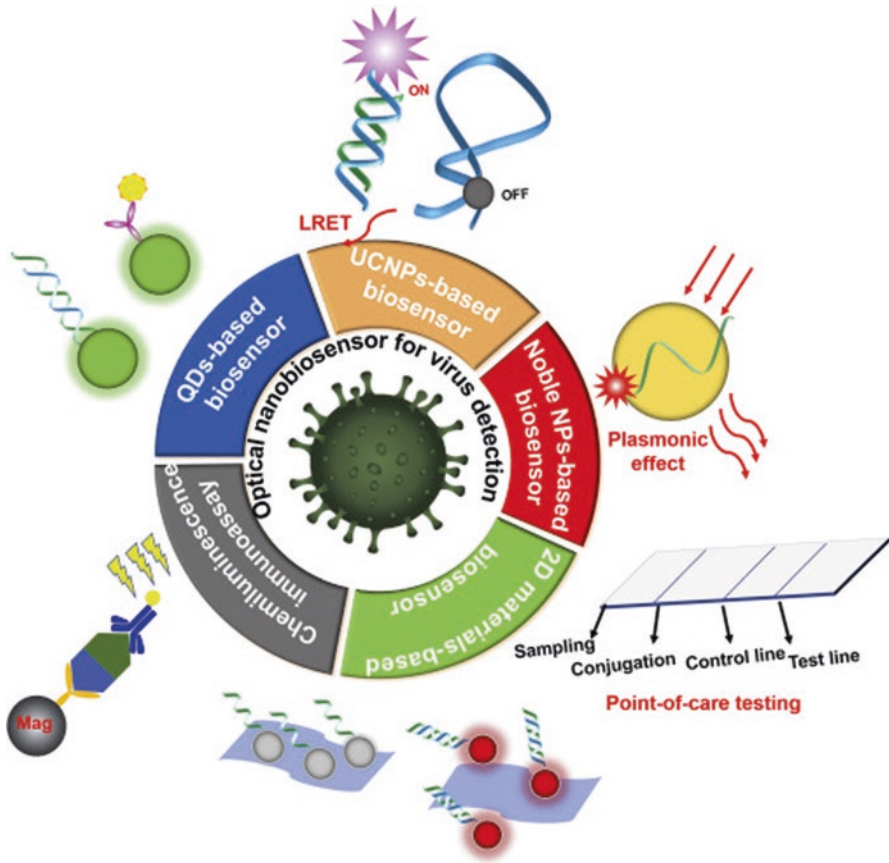 ON
OFF
LRET
UCNPs-based
biosensor
QDs-based
biosensor
Optical nanobiosensor for virus detection
Noble NPs-based
biosensor
Plasmonic
effect
Chemiluminescence
immunoassay
2D materials-based
biosensor
Sampling
Conjugation
Control line
Test line
Point-of-care testing
Mag